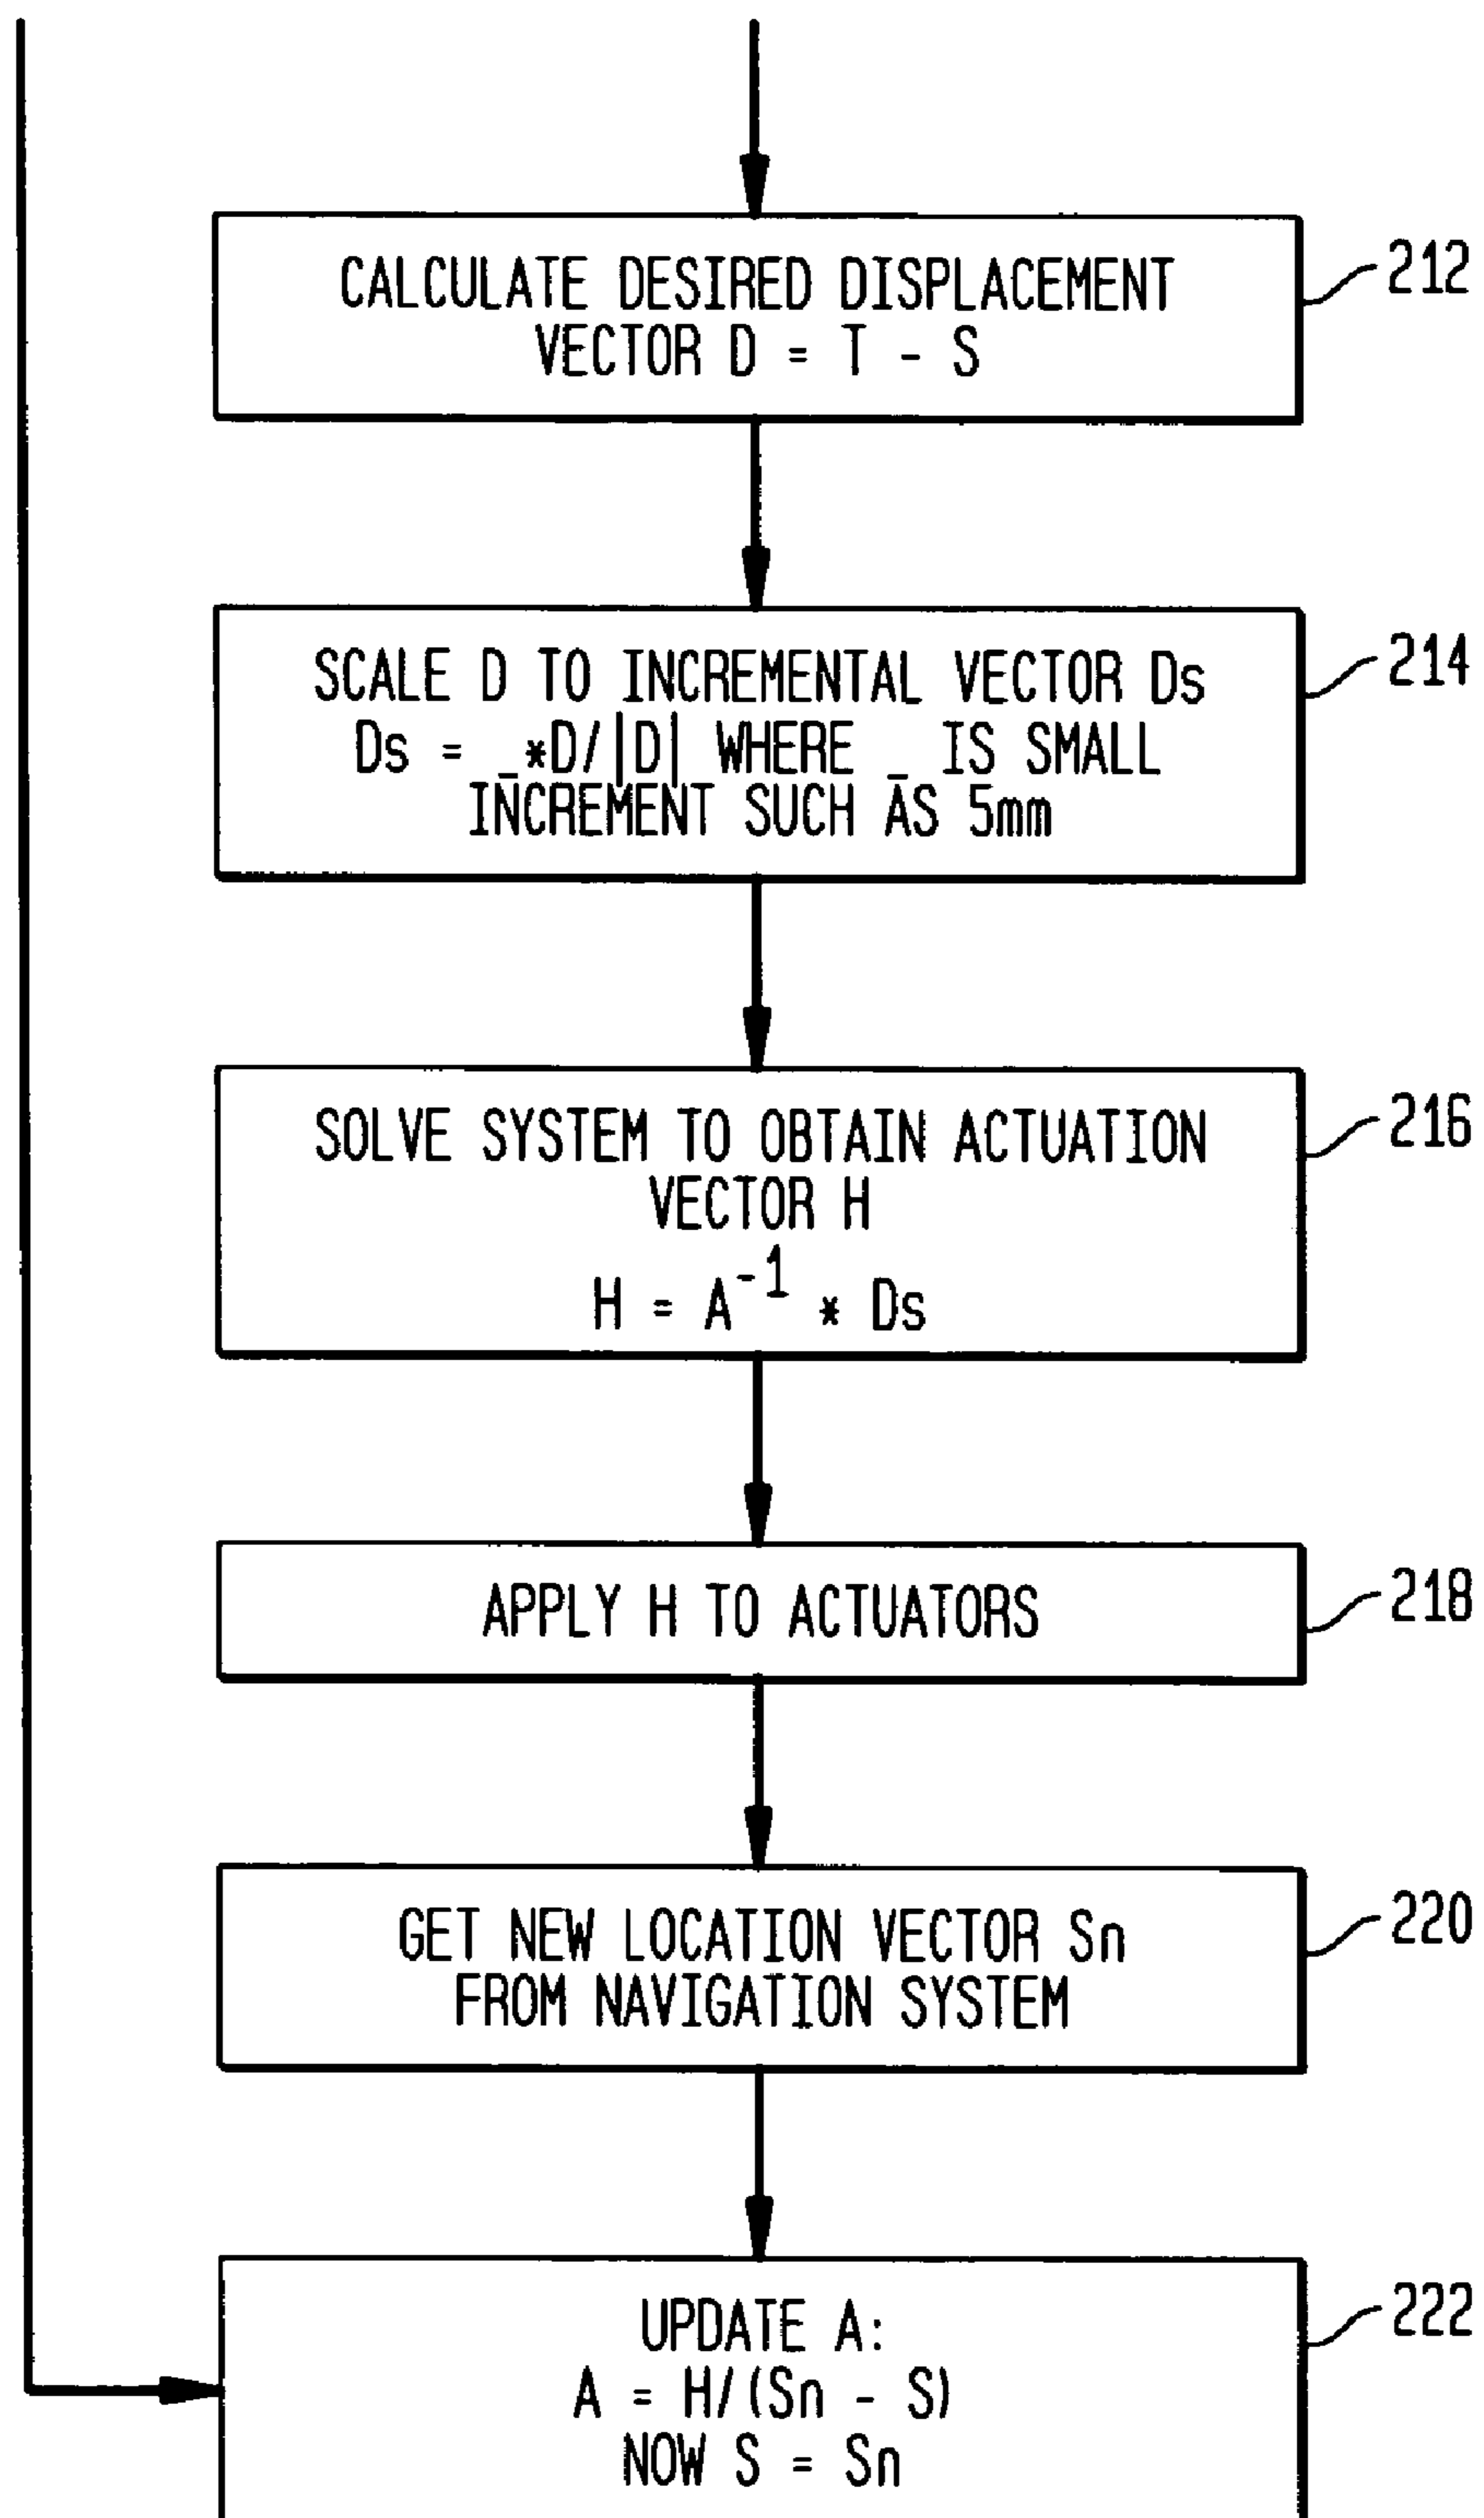 CALCULATE DESIRED DISPLACEMENT
VECTOR D = T - S
212
SCALE D TO INCREMENTAL VECTOR Ds
Ds = _*D/|D| WHERE _ IS SMALL
INCREMENT SUCH AS 5mm
214
SOLVE SYSTEM TO OBTAIN ACTUATION
VECTOR H
H = A⁻¹ * Ds
216
APPLY H TO ACTUATORS
218
GET NEW LOCATION VECTOR Sn
FROM NAVIGATION SYSTEM
220
UPDATE A:
A = H/(Sn - S)
NOW S = Sn
222